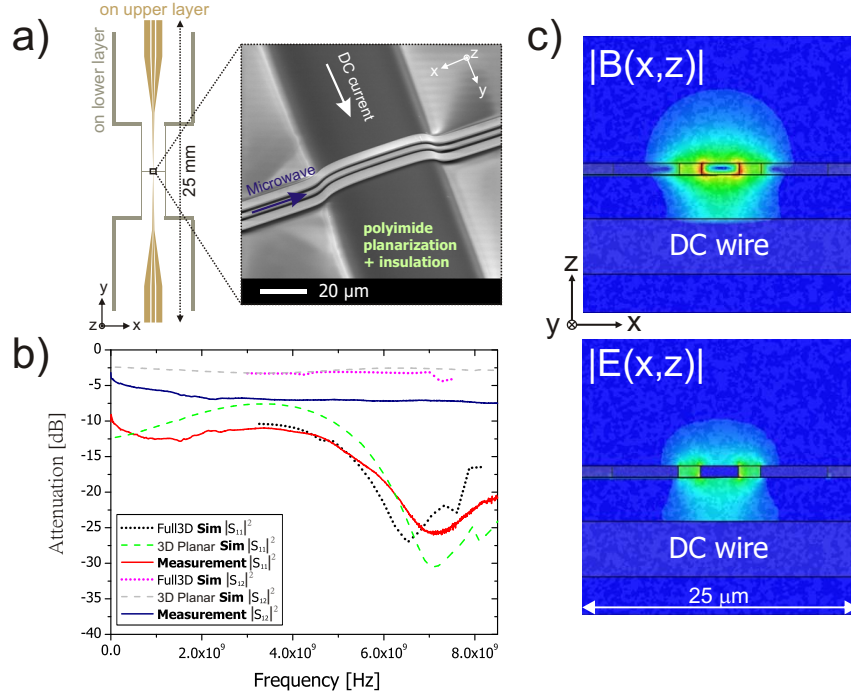 a)
on upper layer
on lower layer
25 mm
y
z
x
DC current
z
x
y
Microwave
polyimide
planarization
+ insulation
20 μm
b)
0
-5
-10
-15
-20
-25
-30
-35
-40
Attenuation [dB]
Full3D Sim |S₁₁|²
3D Planar Sim |S₁₁|²
Measurement |S₁₁|²
Full3D Sim |S₁₂|²
3D Planar Sim |S₁₂|²
Measurement |S₁₂|²
0.0
2.0x10⁹
4.0x10⁹
6.0x10⁹
8.0x10⁹
Frequency [Hz]
c)
|B(x,z)|
DC wire
z
y
x
|E(x,z)|
DC wire
25 μm